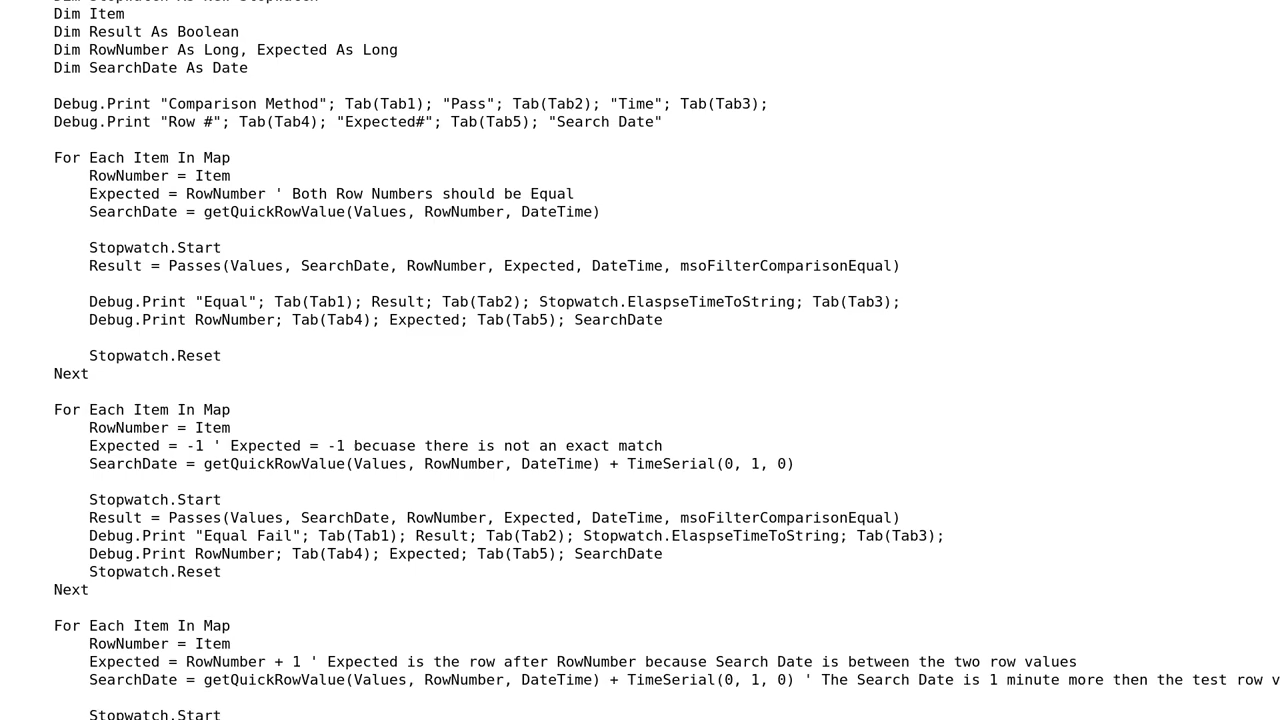 Dim Stopwatch As New Stopwatch
Dim Item
Dim Result As Boolean
Dim RowNumber As Long, Expected As Long
Dim SearchDate As Date
Debug.Print "Comparison Method"; Tab(Tab1); "Pass"; Tab(Tab2); "Time"; Tab(Tab3);
Debug.Print "Row #"; Tab(Tab4); "Expected#"; Tab(Tab5); "Search Date"
For Each Item In Map
RowNumber = Item
Expected = RowNumber ' Both Row Numbers should be Equal
SearchDate = getQuickRowValue(Values, RowNumber, DateTime)
Stopwatch.Start
Result = Passes(Values, SearchDate, RowNumber, Expected, DateTime, msoFilterComparisonEqual)
Debug.Print "Equal"; Tab(Tab1); Result; Tab(Tab2); Stopwatch.ElaspseTimeToString; Tab(Tab3);
Debug.Print RowNumber; Tab(Tab4); Expected; Tab(Tab5); SearchDate
Stopwatch.Reset
Next
For Each Item In Map
RowNumber = Item
Expected = -1 ' Expected = -1 becuase there is not an exact match
SearchDate = getQuickRowValue(Values, RowNumber, DateTime) + TimeSerial(0, 1, 0)
Stopwatch.Start
Result = Passes(Values, SearchDate, RowNumber, Expected, DateTime, msoFilterComparisonEqual)
Debug.Print "Equal Fail"; Tab(Tab1); Result; Tab(Tab2); Stopwatch.ElaspseTimeToString; Tab(Tab3);
Debug.Print RowNumber; Tab(Tab4); Expected; Tab(Tab5); SearchDate
Stopwatch.Reset
Next
For Each Item In Map
RowNumber = Item
Expected = RowNumber + 1 ' Expected is the row after RowNumber because Search Date is between the two row values
SearchDate = getQuickRowValue(Values, RowNumber, DateTime) + TimeSerial(0, 1, 0) ' The Search Date is 1 minute more then the test row v
Stopwatch.Start